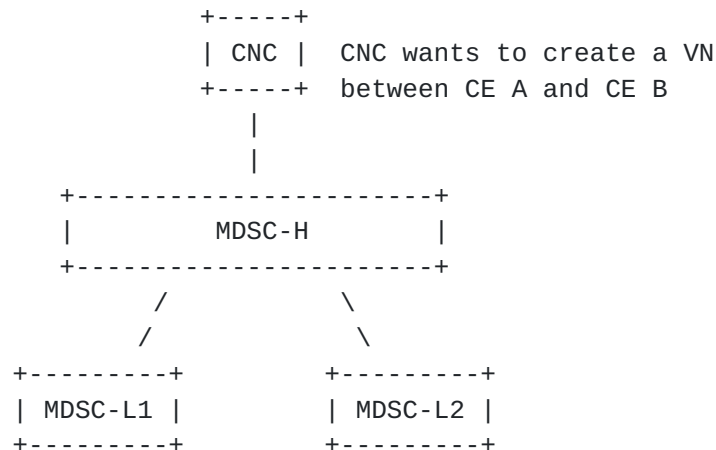 CNC CNC wants to create a VN
between CE A and CE B
MDSC-H
MDSC-L1 MDSC-L2